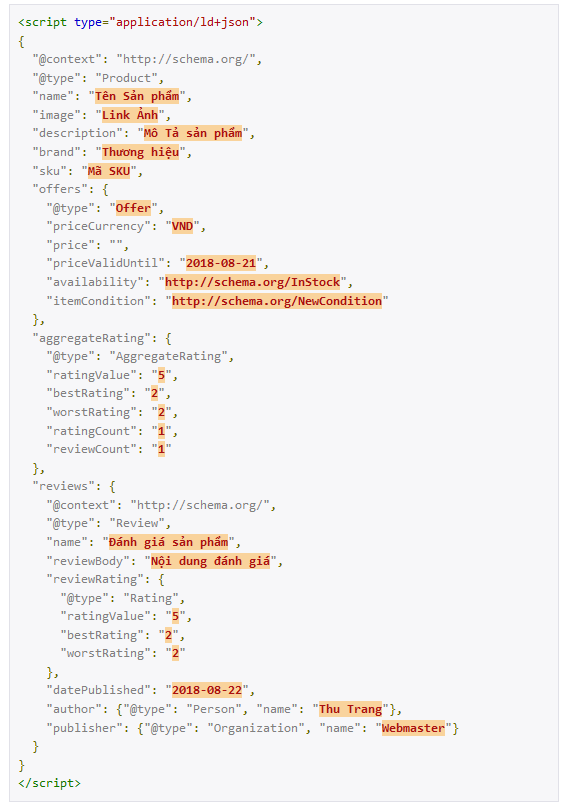 <script type="application/ld+json">
{
"@context": "http://schema.org/",
"@type": "Product",
"name": "Tên Sản phẩm",
"image": "Link Ảnh",
"description": "Mô Tả sản phẩm",
"brand": "Thương hiệu",
"sku": "Mã SKU",
"offers": {
"@type": "Offer",
"priceCurrency": "VND",
"price": "",
"priceValidUntil": "2018-08-21",
"availability": "http://schema.org/InStock",
"itemCondition": "http://schema.org/NewCondition"
},
"aggregateRating": {
"@type": "AggregateRating",
"ratingValue": "5",
"bestRating": "2",
"worstRating": "2",
"ratingCount": "1",
"reviewCount": "1"
},
"reviews": {
"@context": "http://schema.org/",
"@type": "Review",
"name": "Đánh giá sản phẩm",
"reviewBody": "Nội dung đánh giá",
"reviewRating": {
"@type": "Rating",
"ratingValue": "5",
"bestRating": "2",
"worstRating": "2"
},
"datePublished": "2018-08-22",
"author": {"@type": "Person", "name": "Thu Trang"},
"publisher": {"@type": "Organization", "name": "Webmaster"}
}
}
</script>